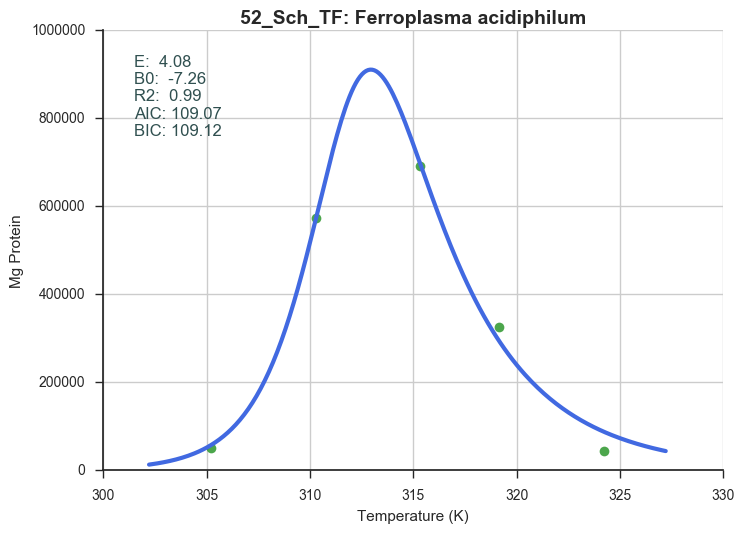 52_Sch_TF: Ferroplasma acidiphilum
E:  4.08
B0:  -7.26
R2:  0.99
AIC: 109.07
BIC: 109.12
Mg Protein
1000000
800000
600000
400000
200000
0
300 305 310 315 320 325 330
Temperature (K)